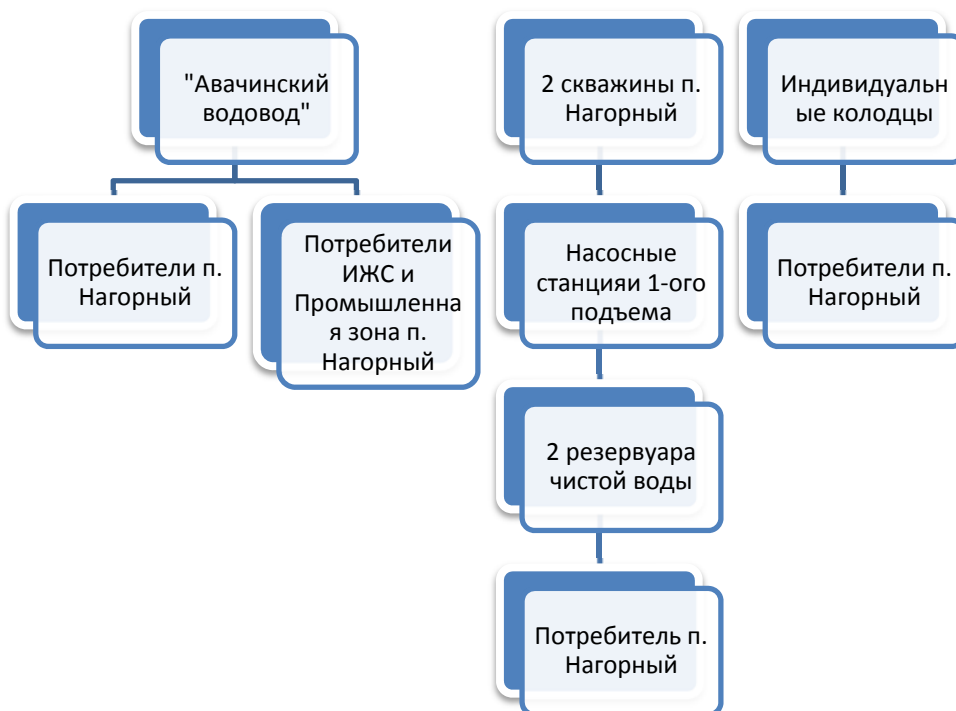 "Авачинский
водовод"
2 скважины п.
Нагорный
Индивидуальн
ые колодцы
Потребители п.
Нагорный
Потребители
ИЖС и
Промышленна
я зона п.
Нагорный
Насосные
станцияи 1-ого
подъема
Потребители п.
Нагорный
2 резервуара
чистой воды
Потребитель п.
Нагорный